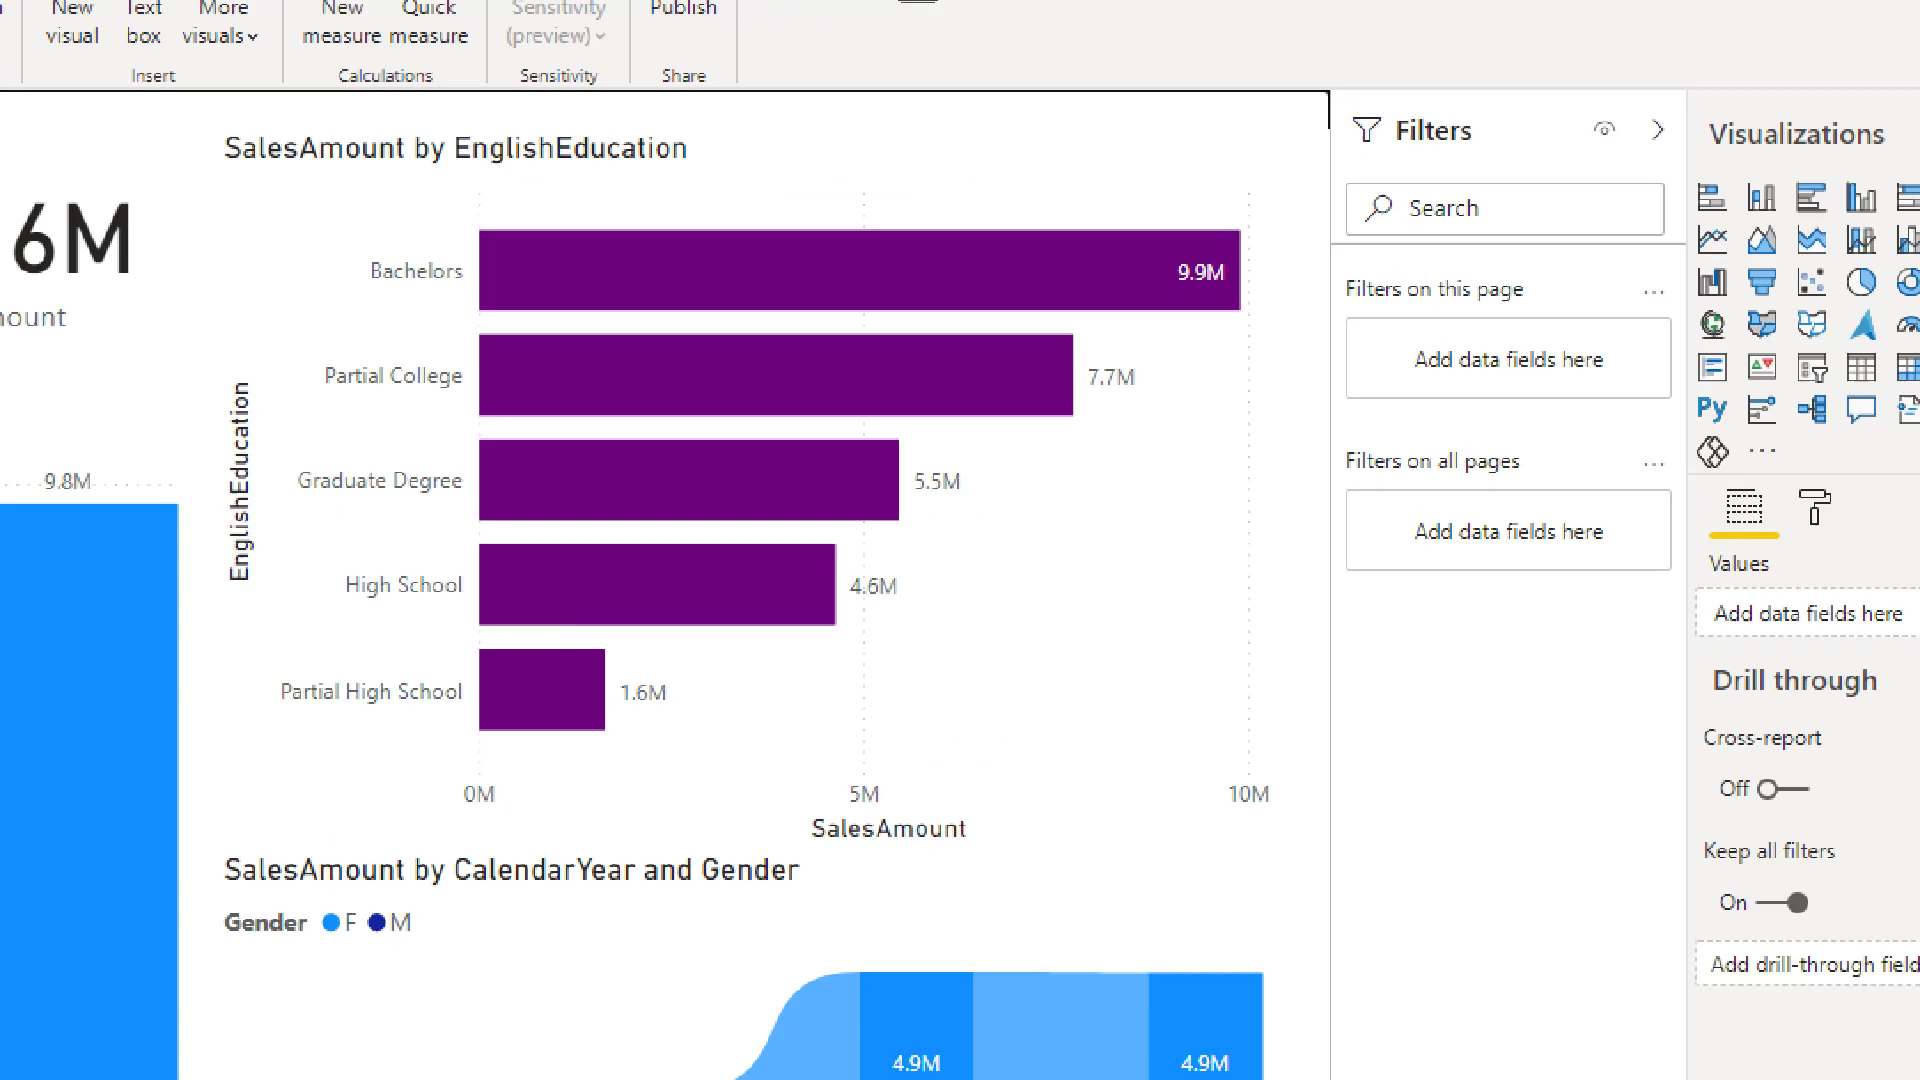 New visual
Text box
More visuals
Insert
New measure
Quick measure
Calculations
Sensitivity (preview)
Sensitivity
Publish
Share
6M
9.8M
SalesAmount by EnglishEducation
EnglishEducation
Bachelors
9.9M
Partial College
7.7M
Graduate Degree
5.5M
High School
4.6M
Partial High School
1.6M
0M
5M
10M
SalesAmount
SalesAmount by CalendarYear and Gender
Gender F M
4.9M
4.9M
Filters
Search
Filters on this page
...
Add data fields here
Filters on all pages
...
Add data fields here
Visualizations
Py
...
Values
Add data fields here
Drill through
Cross-report
Off
Keep all filters
On
Add drill-through field